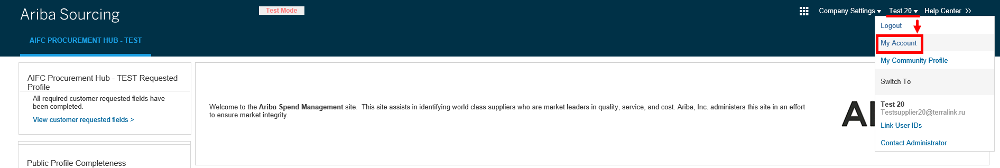 Ariba Sourcing
Test Mode
Company Settings
Test 20
Help Center
AIFC PROCUREMENT HUB - TEST
Logout
My Account
My Community Profile
Switch To
Test 20
Testsupplier20@terralink.ru
Link User IDs
Contact Administrator
AIFC Procurement Hub - TEST Requested
Profile
All required customer requested fields have
been completed.
View customer requested fields >
Public Profile Completeness
Welcome to the Ariba Spend Management site. This site assists in identifying world class suppliers who are market leaders in quality, service, and cost. Ariba, Inc. administers this site in an effort
to ensure market integrity.